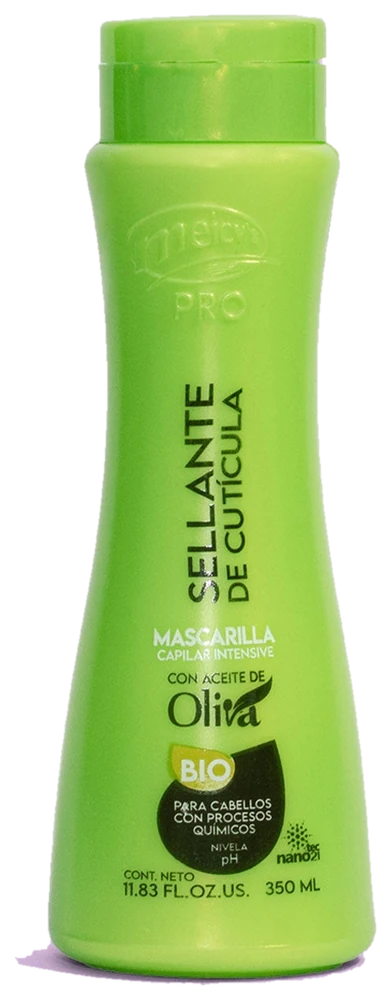 meicys
PRO
SELLANTE
DE CUTÍCULA
MASCARILLA
CAPILAR INTENSIVE
CON ACEITE DE
Oliva
BIO
PARA CABELLOS
CON PROCESOS
QUÍMICOS
NIVELA
pH
nano2i
tec
CONT. NETO
11.83 FL.OZ.US. 350 ML